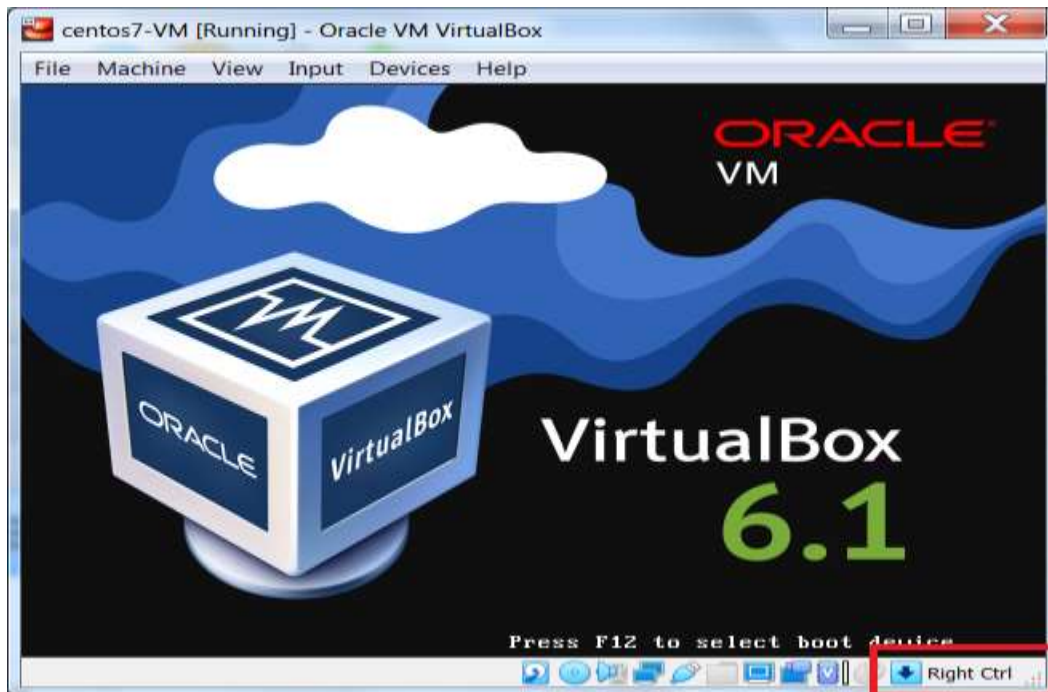 centos7-VM [Running] - Oracle VM VirtualBox
File Machine View Input Devices Help
ORACLE
VM
ORACLE
VirtualBox
VirtualBox
6.1
Press F12 to select boot device
Right Ctrl